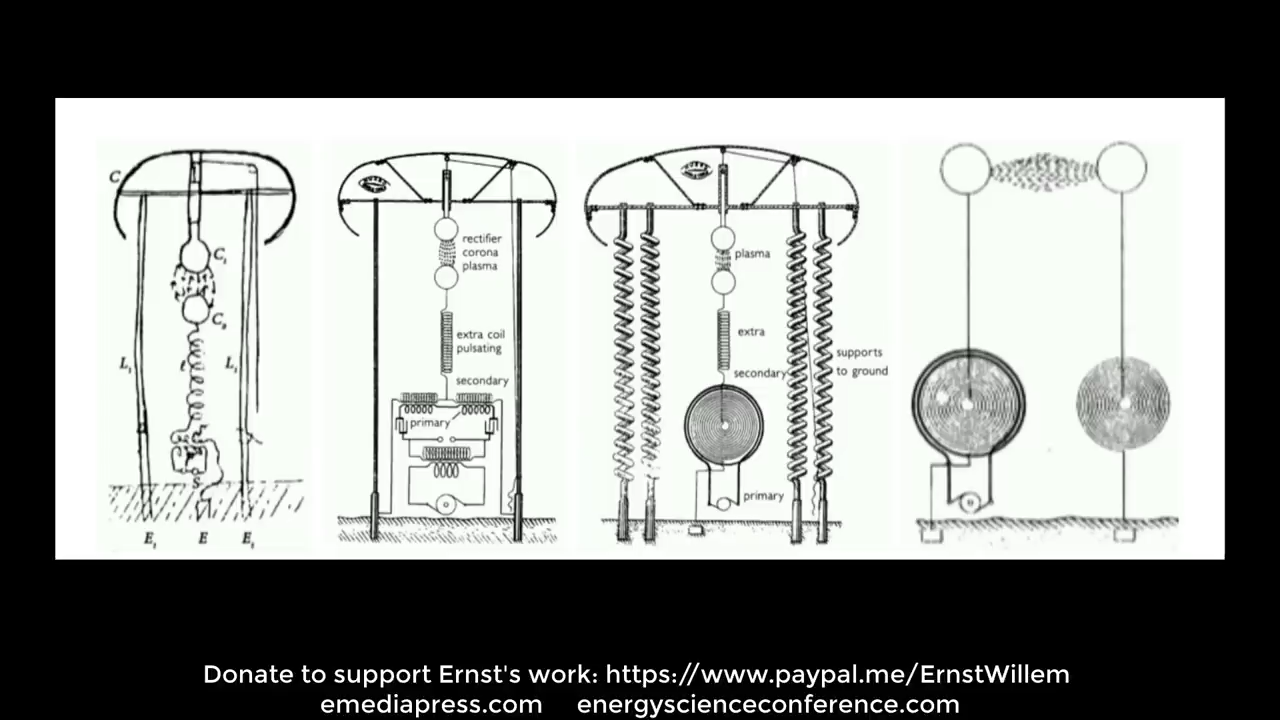 C
C₁
C₂
L₁
ℓ
L₁
S
E₁
E
E₁
rectifier
corona
plasma
extra coil
pulsating
secondary
primary
plasma
extra
secondary
supports
to ground
primary
Donate to support Ernst's work: https://www.paypal.me/ErnstWillem
emediapress.com energyscienceconference.com